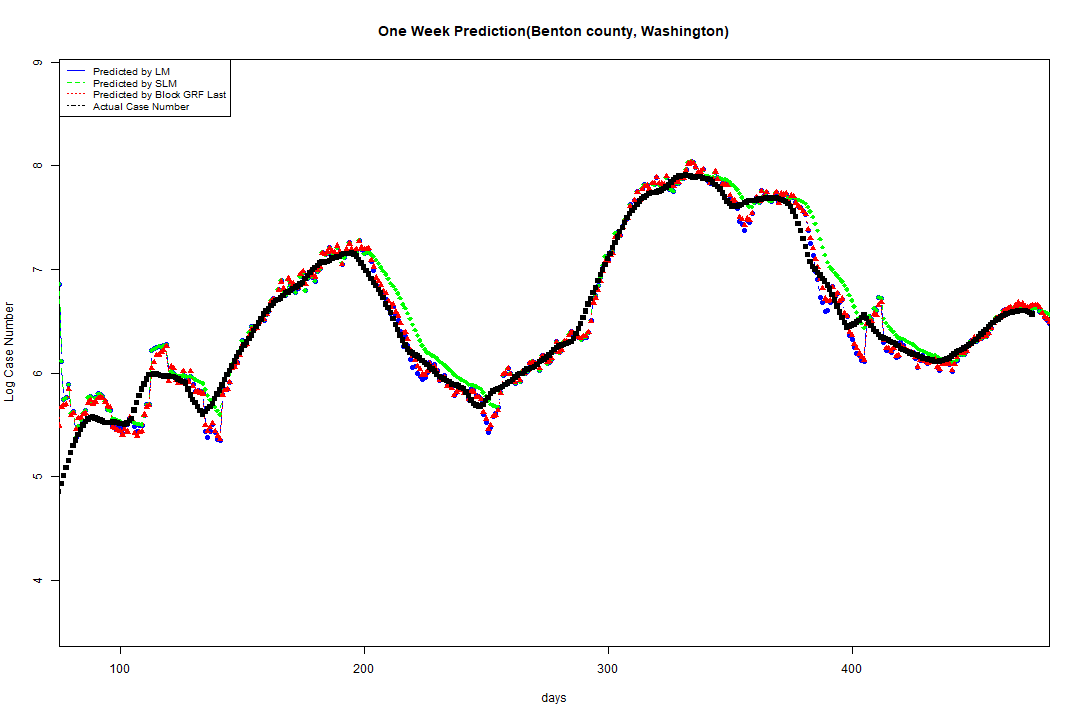 One Week Prediction(Benton county, Washington)
Predicted by LM
Predicted by SLM
Predicted by Block GRF Last
Actual Case Number
9
8
7
6
5
4
Log Case Number
100 200 300 400
days